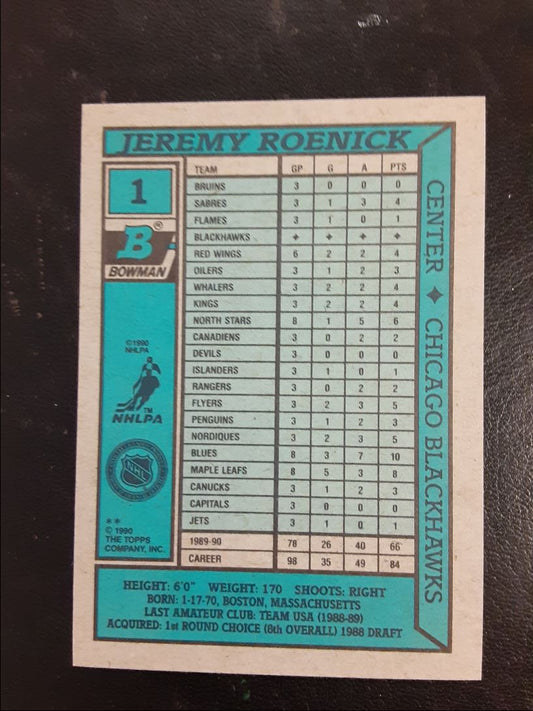 JEREMY ROENICK
1
B®
BOWMAN
©1990
NHLPA
TM
NHLPA
NHL
**
© 1990
THE TOPPS
COMPANY, INC.
TEAM GP G A PTS
BRUINS 3 0 0 0
SABRES 3 1 3 4
FLAMES 3 1 0 1
BLACKHAWKS ✦ ✦ ✦ ✦
RED WINGS 6 2 2 4
OILERS 3 1 2 3
WHALERS 3 2 2 4
KINGS 3 2 2 4
NORTH STARS 8 1 5 6
CANADIENS 3 0 2 2
DEVILS 3 0 0 0
ISLANDERS 3 1 0 1
RANGERS 3 0 2 2
FLYERS 3 2 3 5
PENGUINS 3 1 2 3
NORDIQUES 3 2 3 5
BLUES 8 3 7 10
MAPLE LEAFS 8 5 3 8
CANUCKS 3 1 2 3
CAPITALS 3 0 0 0
JETS 3 1 0 1
1989-90 78 26 40 66
CAREER 98 35 49 84
CENTER ✦ CHICAGO BLACKHAWKS
HEIGHT: 6'0" WEIGHT: 170 SHOOTS: RIGHT
BORN: 1-17-70, BOSTON, MASSACHUSETTS
LAST AMATEUR CLUB: TEAM USA (1988-89)
ACQUIRED: 1st ROUND CHOICE (8th OVERALL) 1988 DRAFT